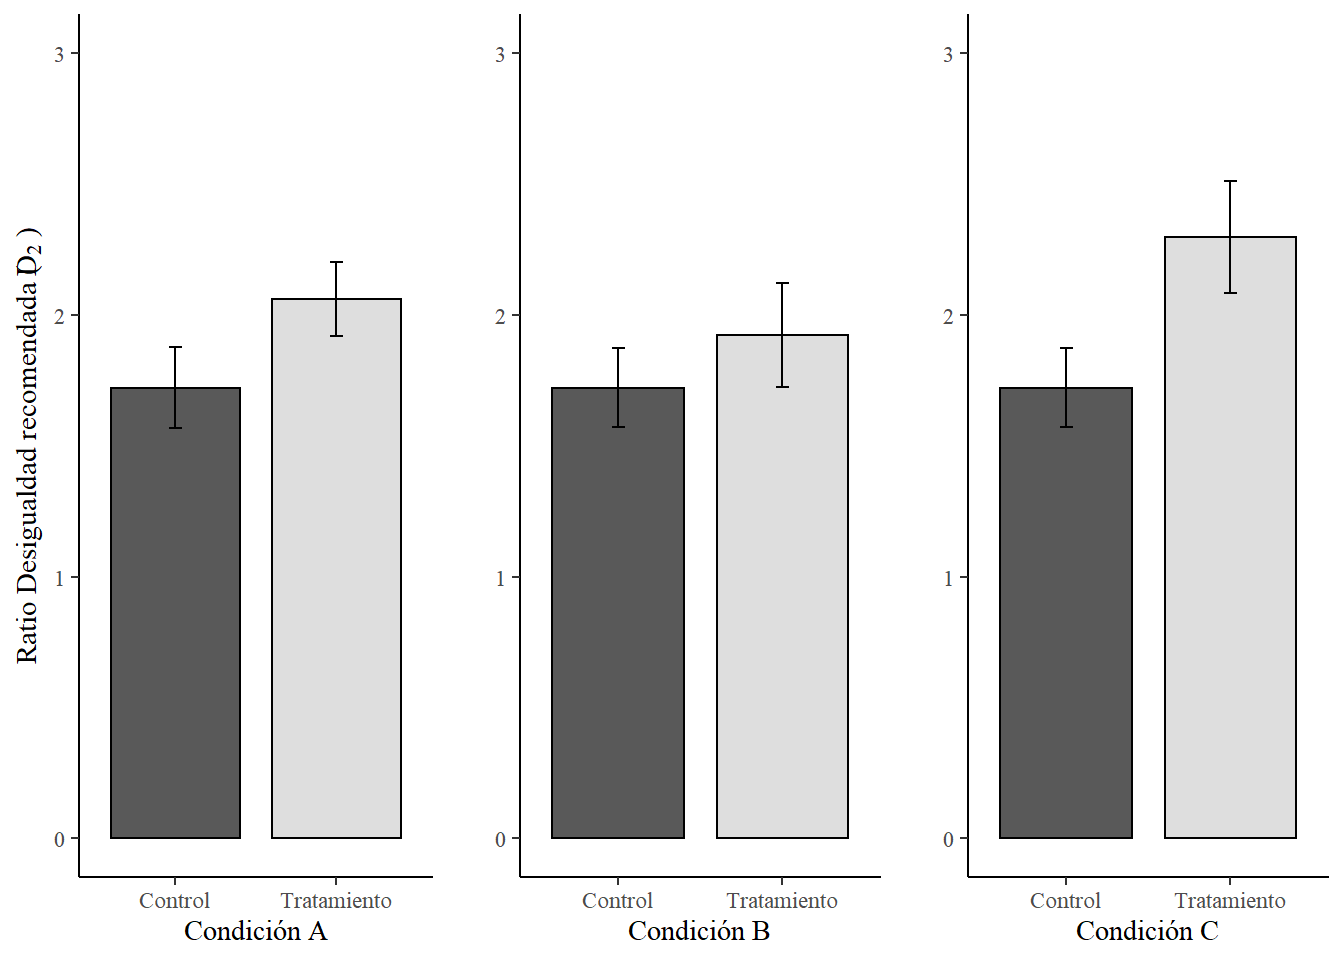 Ratio Desigualdad recomendada (D₂ )
3
2
1
0
Control Tratamiento
Condición A
3
2
1
0
Control Tratamiento
Condición B
3
2
1
0
Control Tratamiento
Condición C